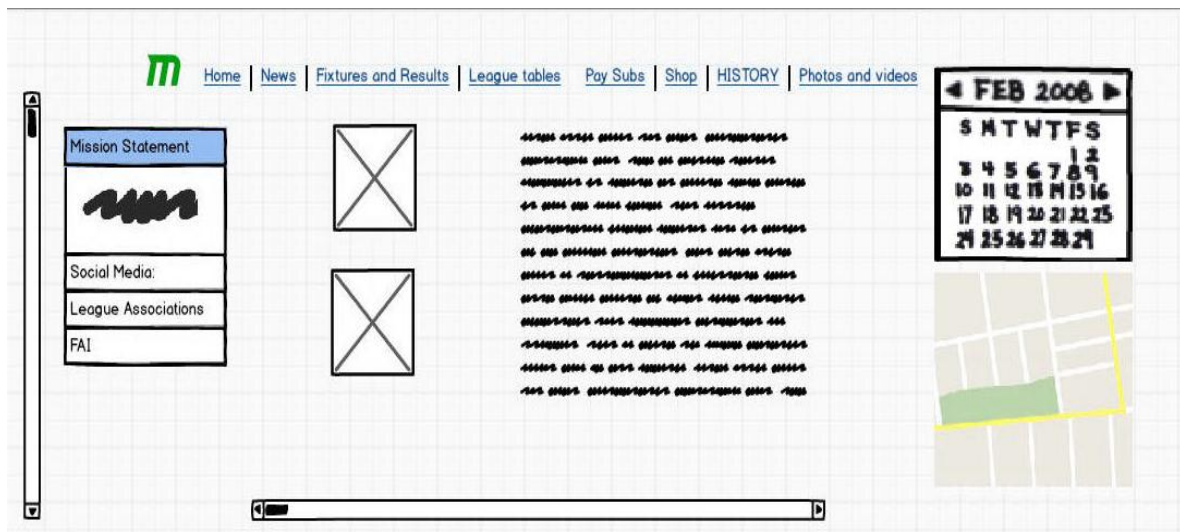 m
Home | News | Fixtures and Results | League tables Pay Subs | Shop | HISTORY | Photos and videos
Mission Statement
Social Media:
League Associations
FAI
FEB 2008
S M T W T F S
1 2
3 4 5 6 7 8 9
10 11 12 13 14 15 16
17 18 19 20 21 22 23
24 25 26 27 28 29